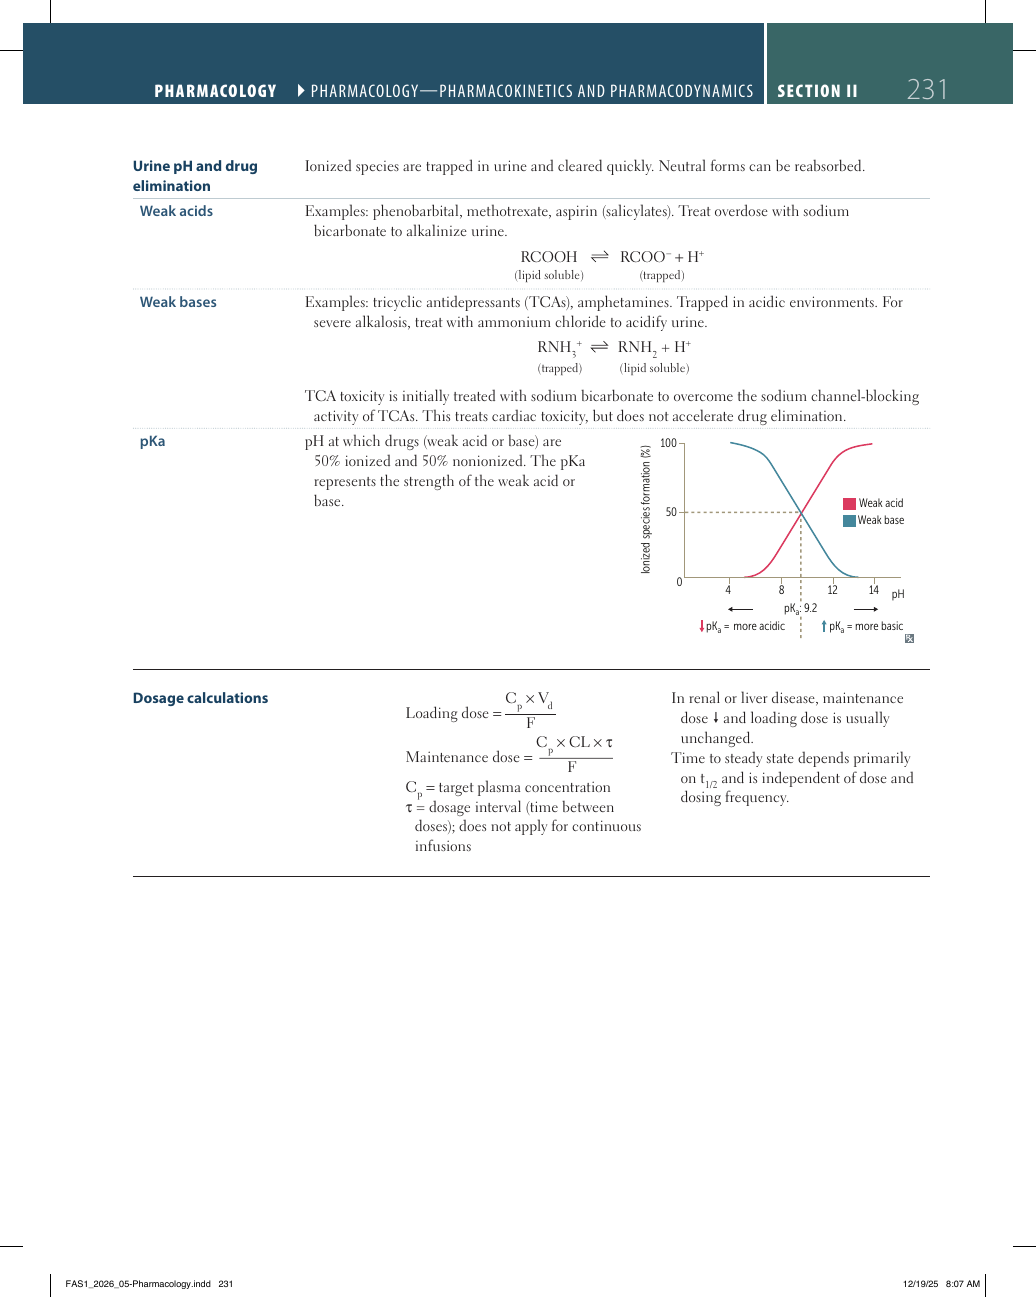 PHARMACOLOGY ▶ PHARMACOLOGY—PHARMACOKINETICS AND PHARMACODYNAMICS SECTION II 231
Urine pH and drug
elimination
Ionized species are trapped in urine and cleared quickly. Neutral forms can be reabsorbed.
Weak acids
Examples: phenobarbital, methotrexate, aspirin (salicylates). Treat overdose with sodium
bicarbonate to alkalinize urine.
RCOOH ⇌ RCOO– + H+
(lipid soluble) (trapped)
Weak bases
Examples: tricyclic antidepressants (TCAs), amphetamines. Trapped in acidic environments. For
severe alkalosis, treat with ammonium chloride to acidify urine.
RNH3+ ⇌ RNH2 + H+
(trapped) (lipid soluble)
TCA toxicity is initially treated with sodium bicarbonate to overcome the sodium channel-blocking
activity of TCAs. This treats cardiac toxicity, but does not accelerate drug elimination.
pKa
pH at which drugs (weak acid or base) are
50% ionized and 50% nonionized. The pKa
represents the strength of the weak acid or
base.
Ionized species formation (%)
100
50
0
Weak acid
Weak base
4 8 12 14 pH
pKa: 9.2
↓ pKa = more acidic ↑ pKa = more basic
Dosage calculations
Loading dose = Cp × Vd / F
Maintenance dose = Cp × CL × τ / F
Cp = target plasma concentration
τ = dosage interval (time between
doses); does not apply for continuous
infusions
In renal or liver disease, maintenance
dose ↓ and loading dose is usually
unchanged.
Time to steady state depends primarily
on t1/2 and is independent of dose and
dosing frequency.
FAS1_2026_05-Pharmacology.indd 231 12/19/25 8:07 AM